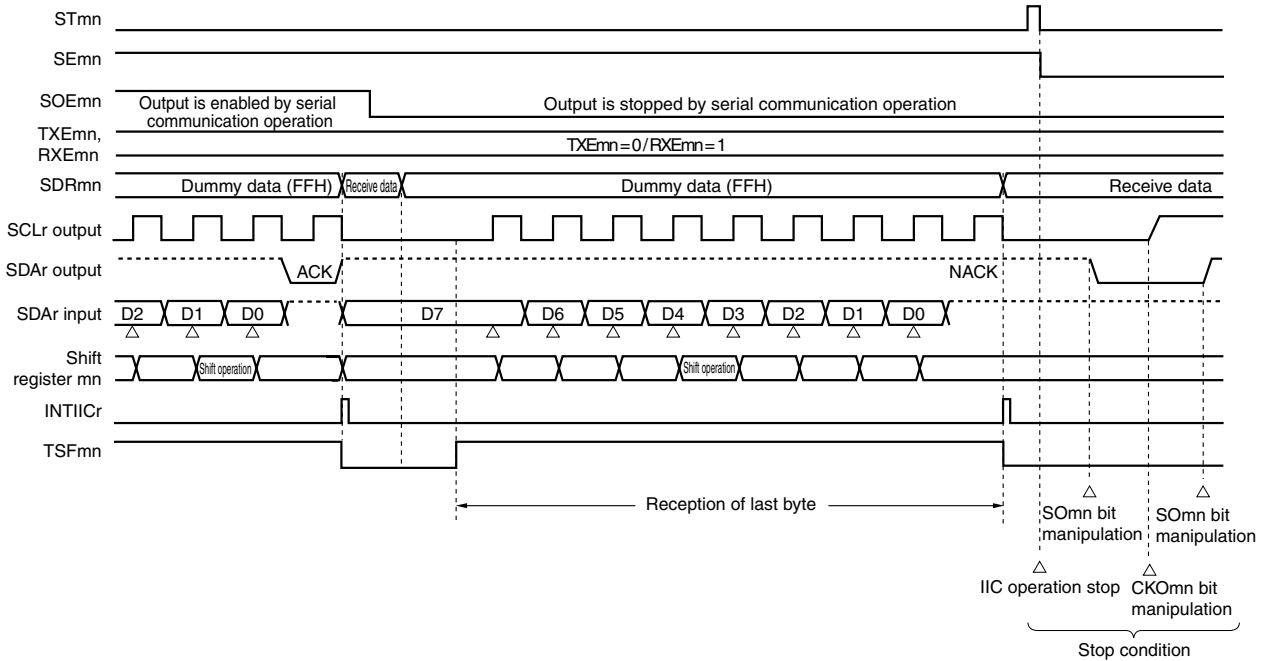 STmn
SEmn
SOEmn
Output is enabled by serial
communication operation
Output is stopped by serial communication operation
TXEmn,
RXEmn
TXEmn=0/RXEmn=1
SDRmn
Dummy data (FFH)
Receive data
Dummy data (FFH)
Receive data
SCLr output
SDAr output
ACK
NACK
SDAr input
D2
D1
D0
D7
D6
D5
D4
D3
D2
D1
D0
Shift
register mn
Shift operation
Shift operation
INTIICr
TSFmn
Reception of last byte
SOmn bit
manipulation
SOmn bit
manipulation
IIC operation stop
CKOmn bit
manipulation
Stop condition